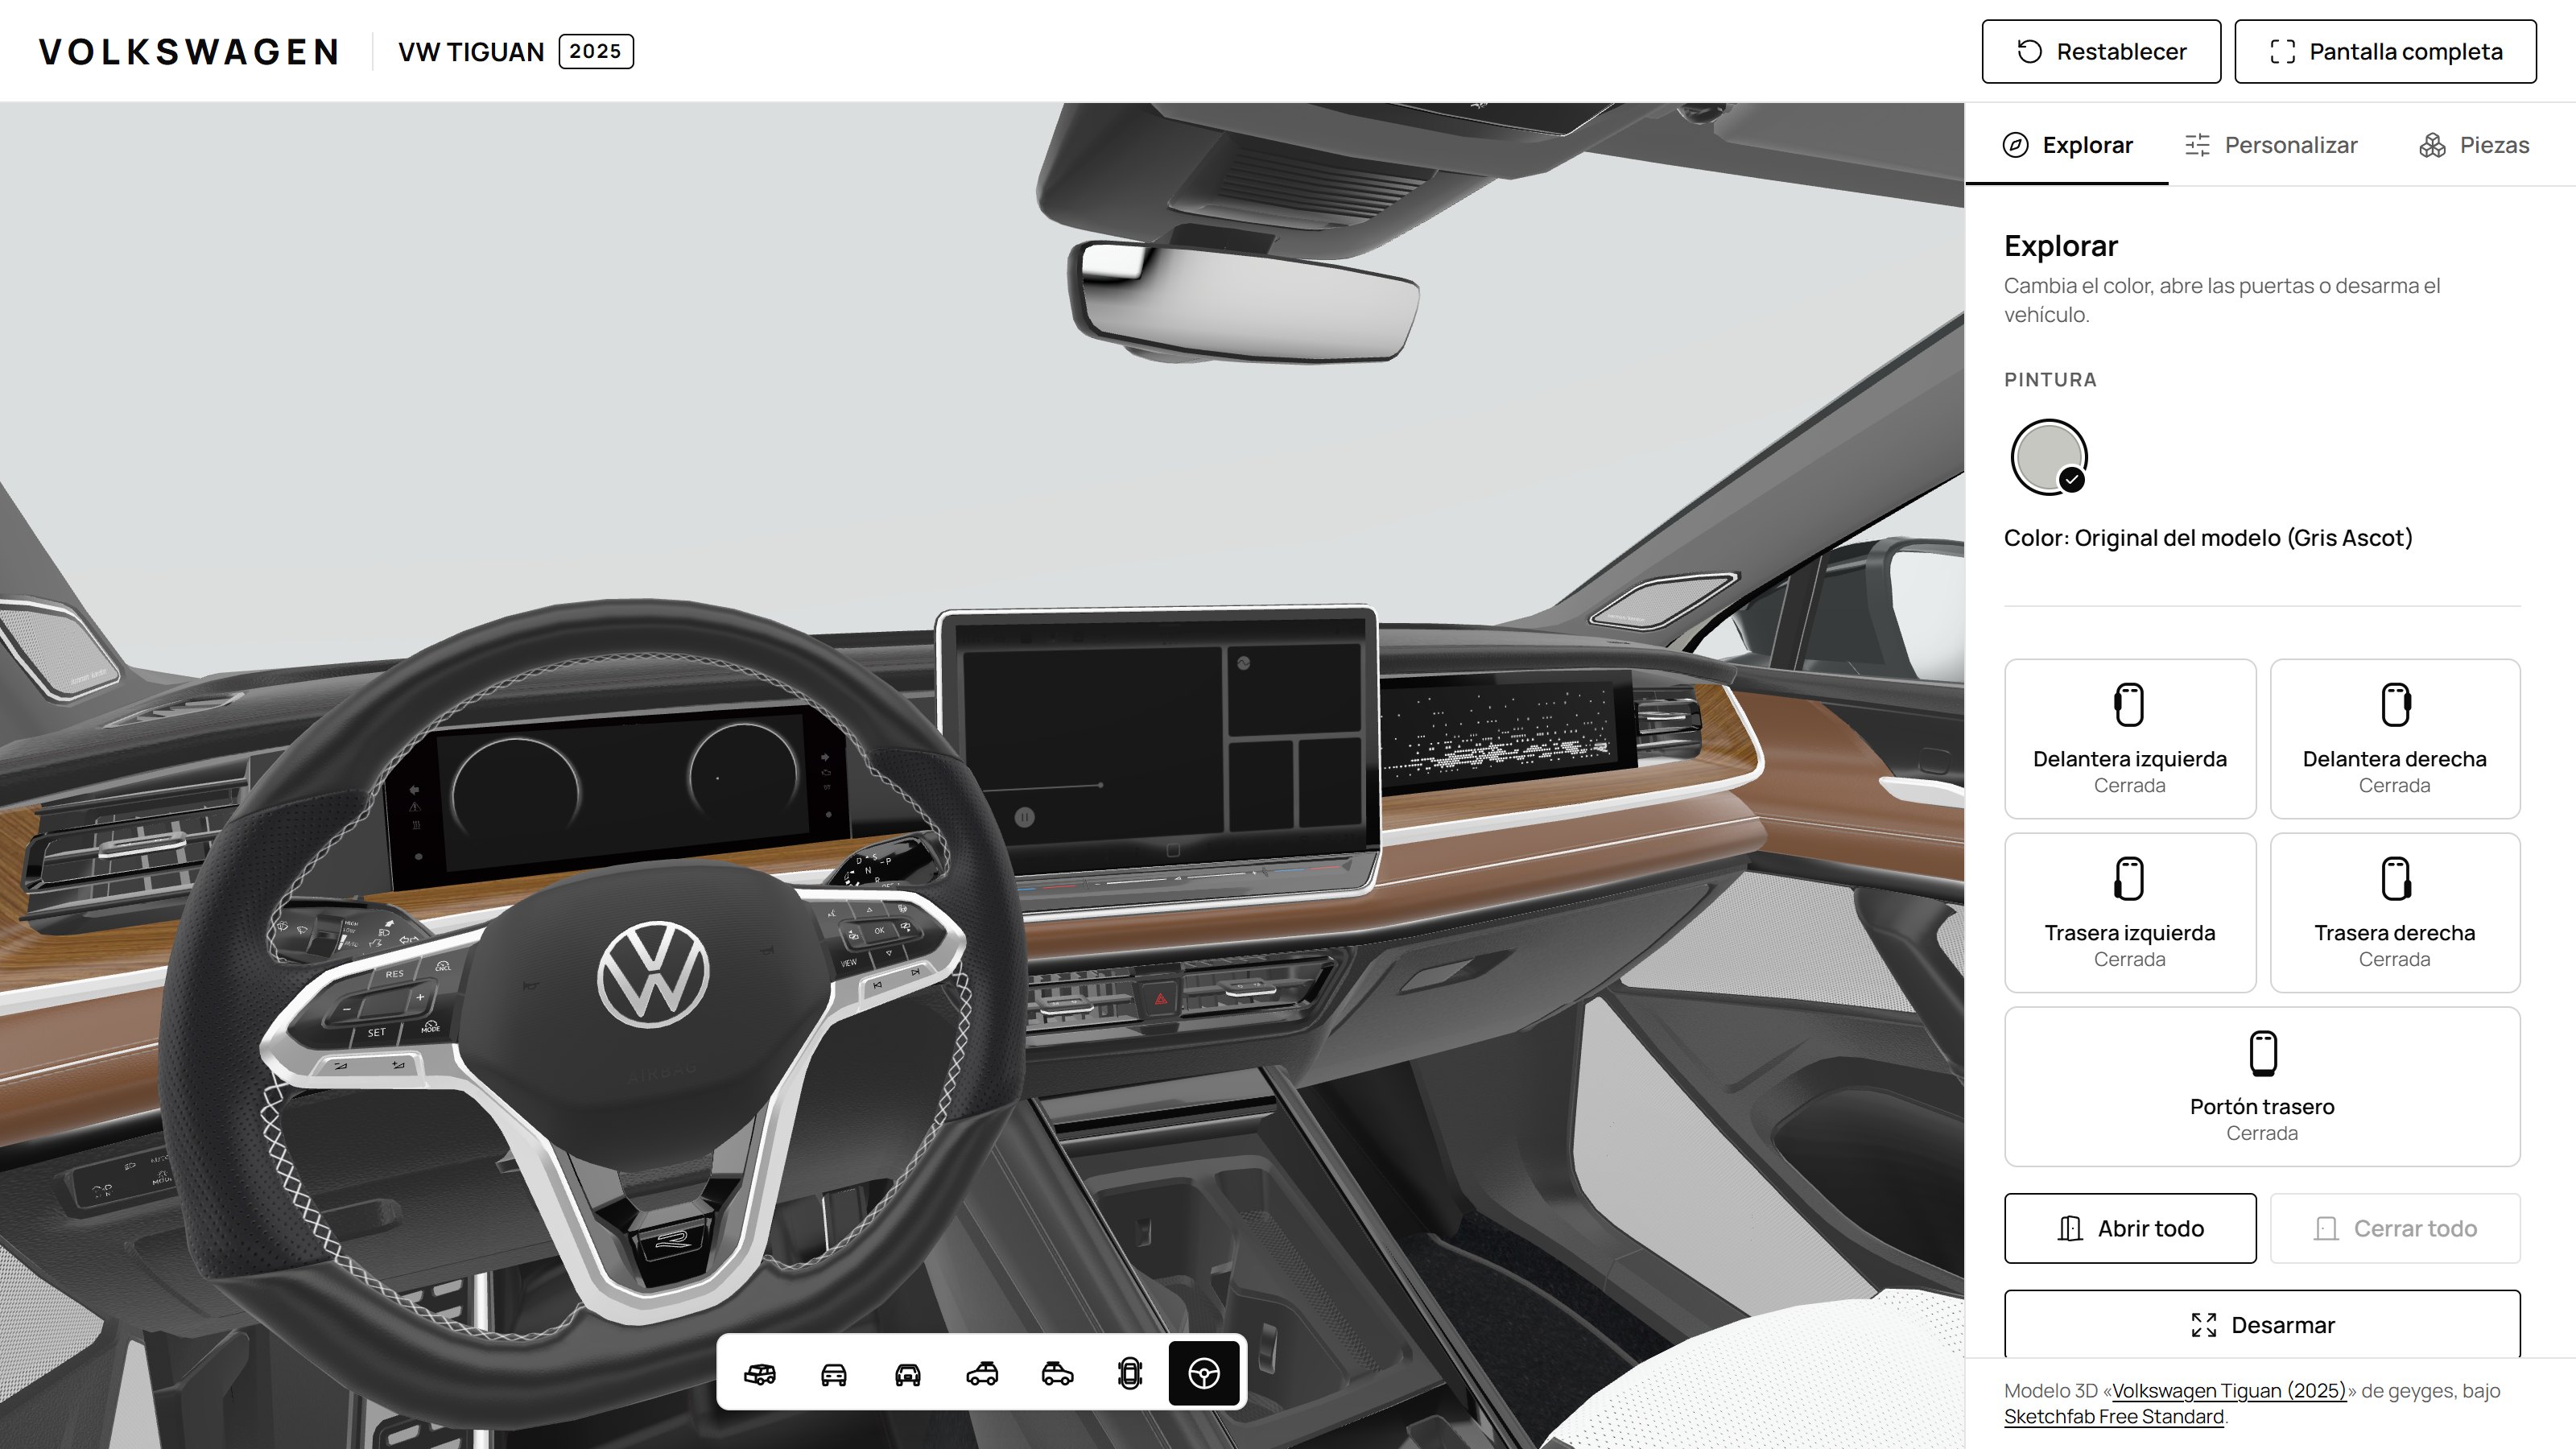 VOLKSWAGEN
VW TIGUAN 2025
Restablecer
Pantalla completa
Explorar
Personalizar
Piezas
Explorar
Cambia el color, abre las puertas o desarma el
vehículo.
PINTURA
Color: Original del modelo (Gris Ascot)
Delantera izquierda
Cerrada
Delantera derecha
Cerrada
Trasera izquierda
Cerrada
Trasera derecha
Cerrada
Portón trasero
Cerrada
Abrir todo
Cerrar todo
Desarmar
Modelo 3D «Volkswagen Tiguan (2025)» de geyges, bajo
Sketchfab Free Standard.
D S P
N
R
RES
CNCL
+
−
SET
MODE
OK
VIEW
AIRBAG
R